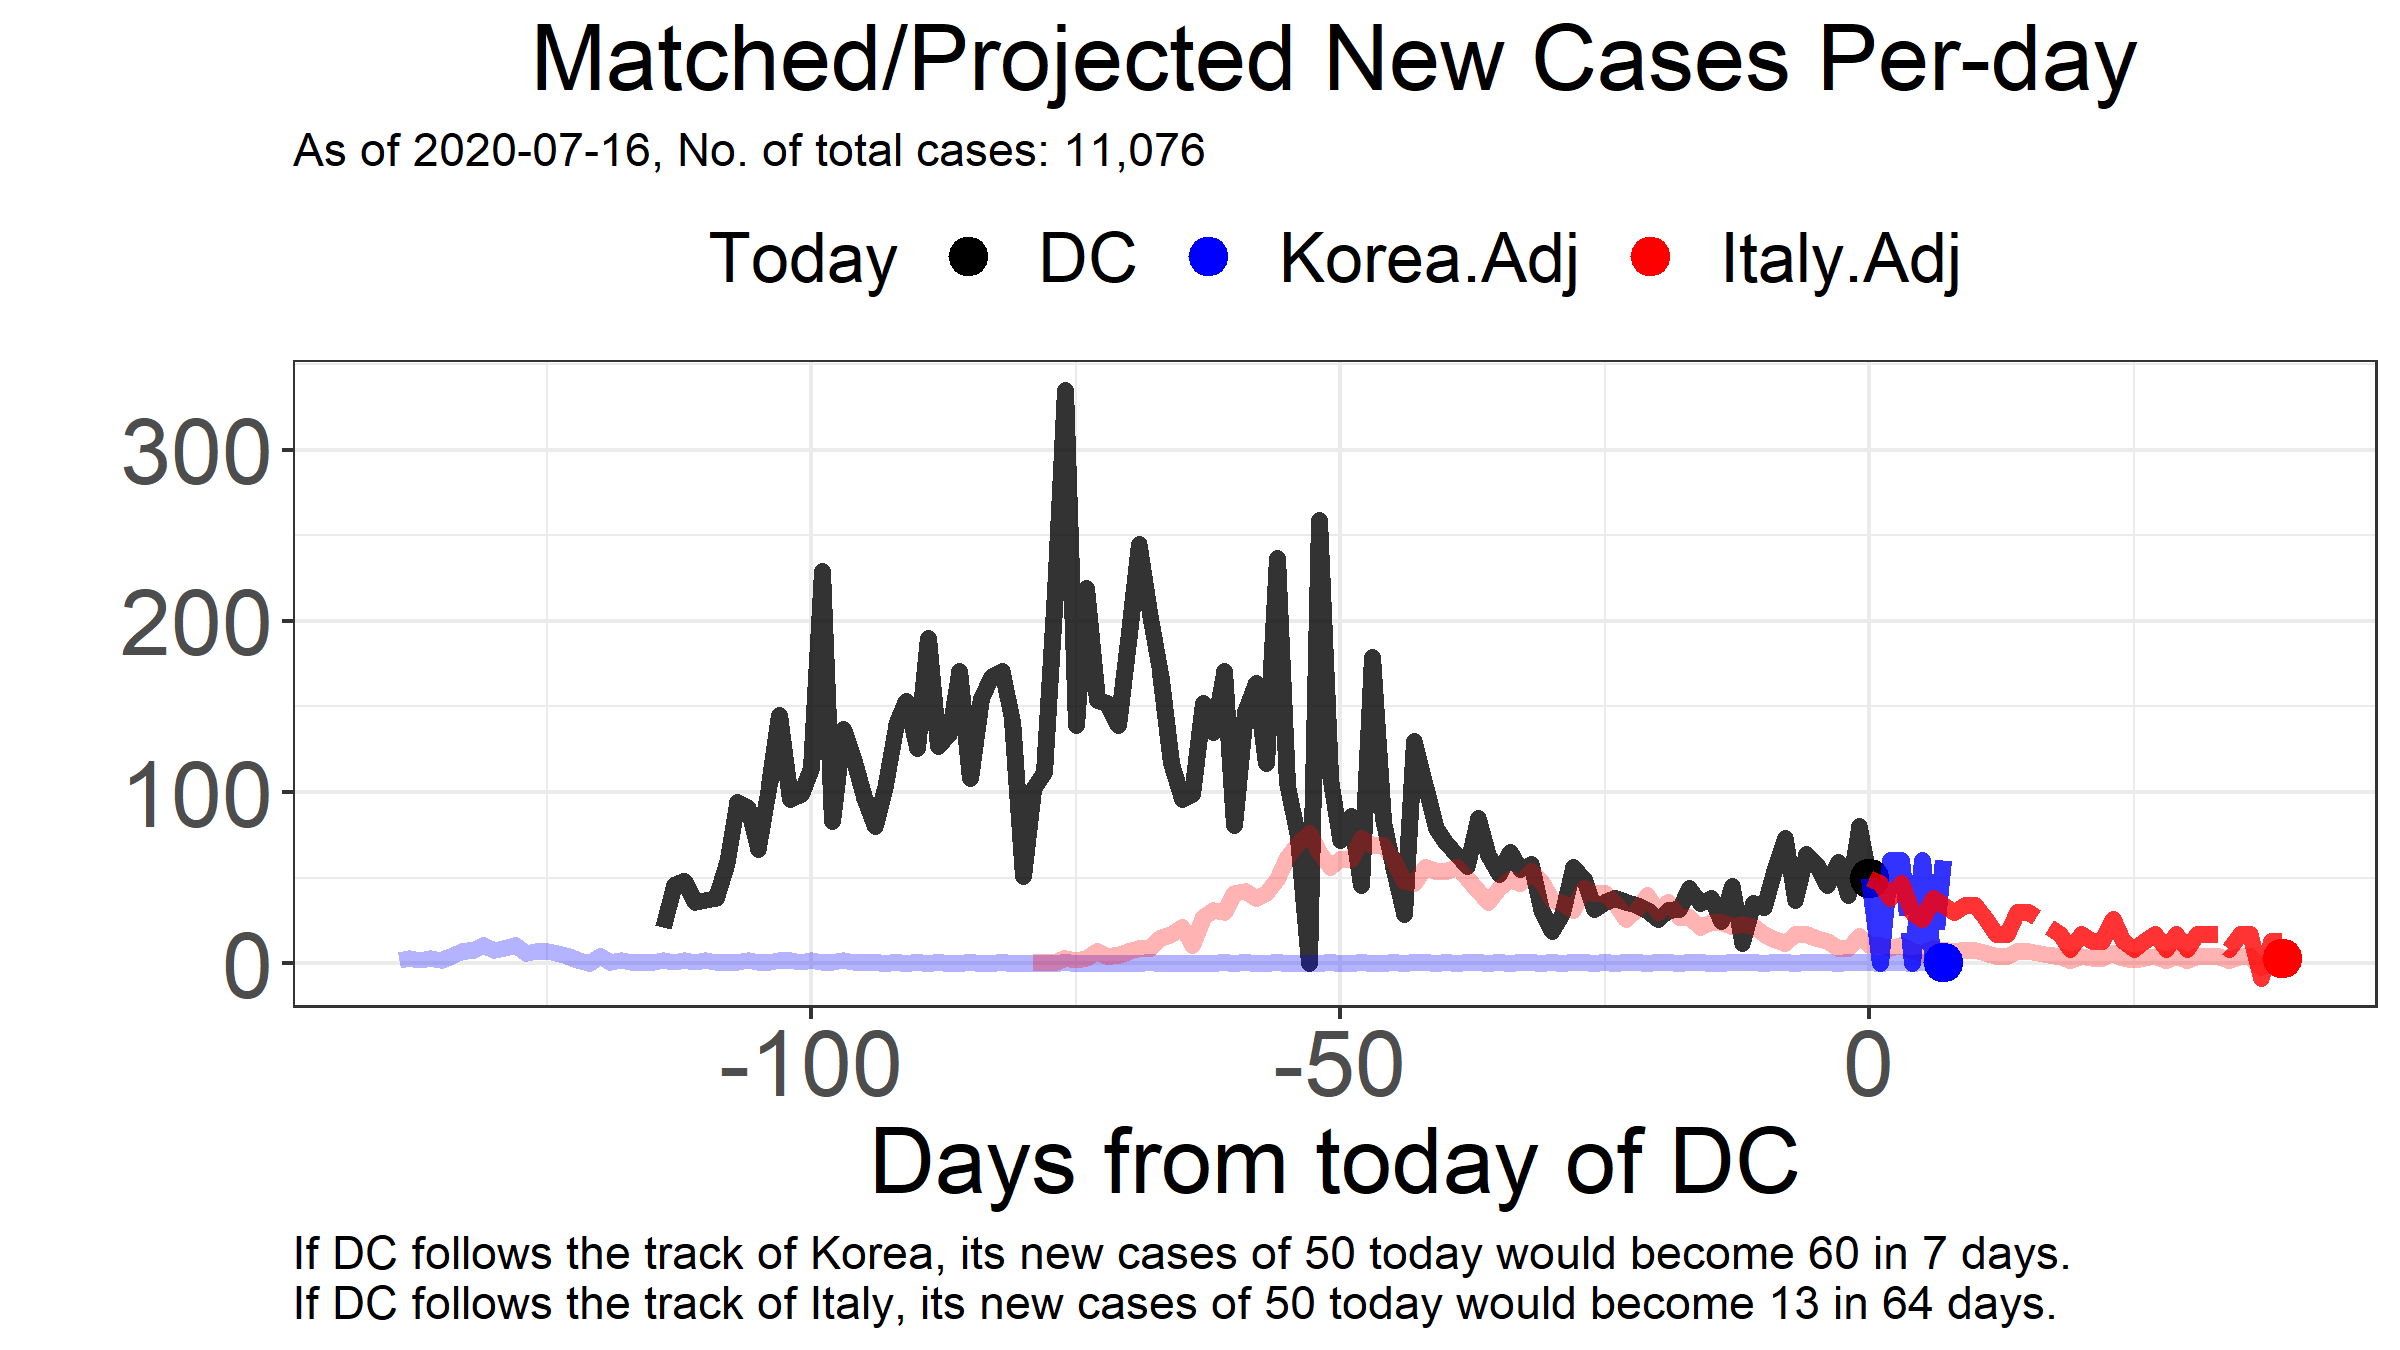 Matched/Projected New Cases Per-day
As of 2020-07-16, No. of total cases: 11,076
Today DC Korea.Adj Italy.Adj
300
200
100
0
-100 -50 0
Days from today of DC
If DC follows the track of Korea, its new cases of 50 today would become 60 in 7 days.
If DC follows the track of Italy, its new cases of 50 today would become 13 in 64 days.